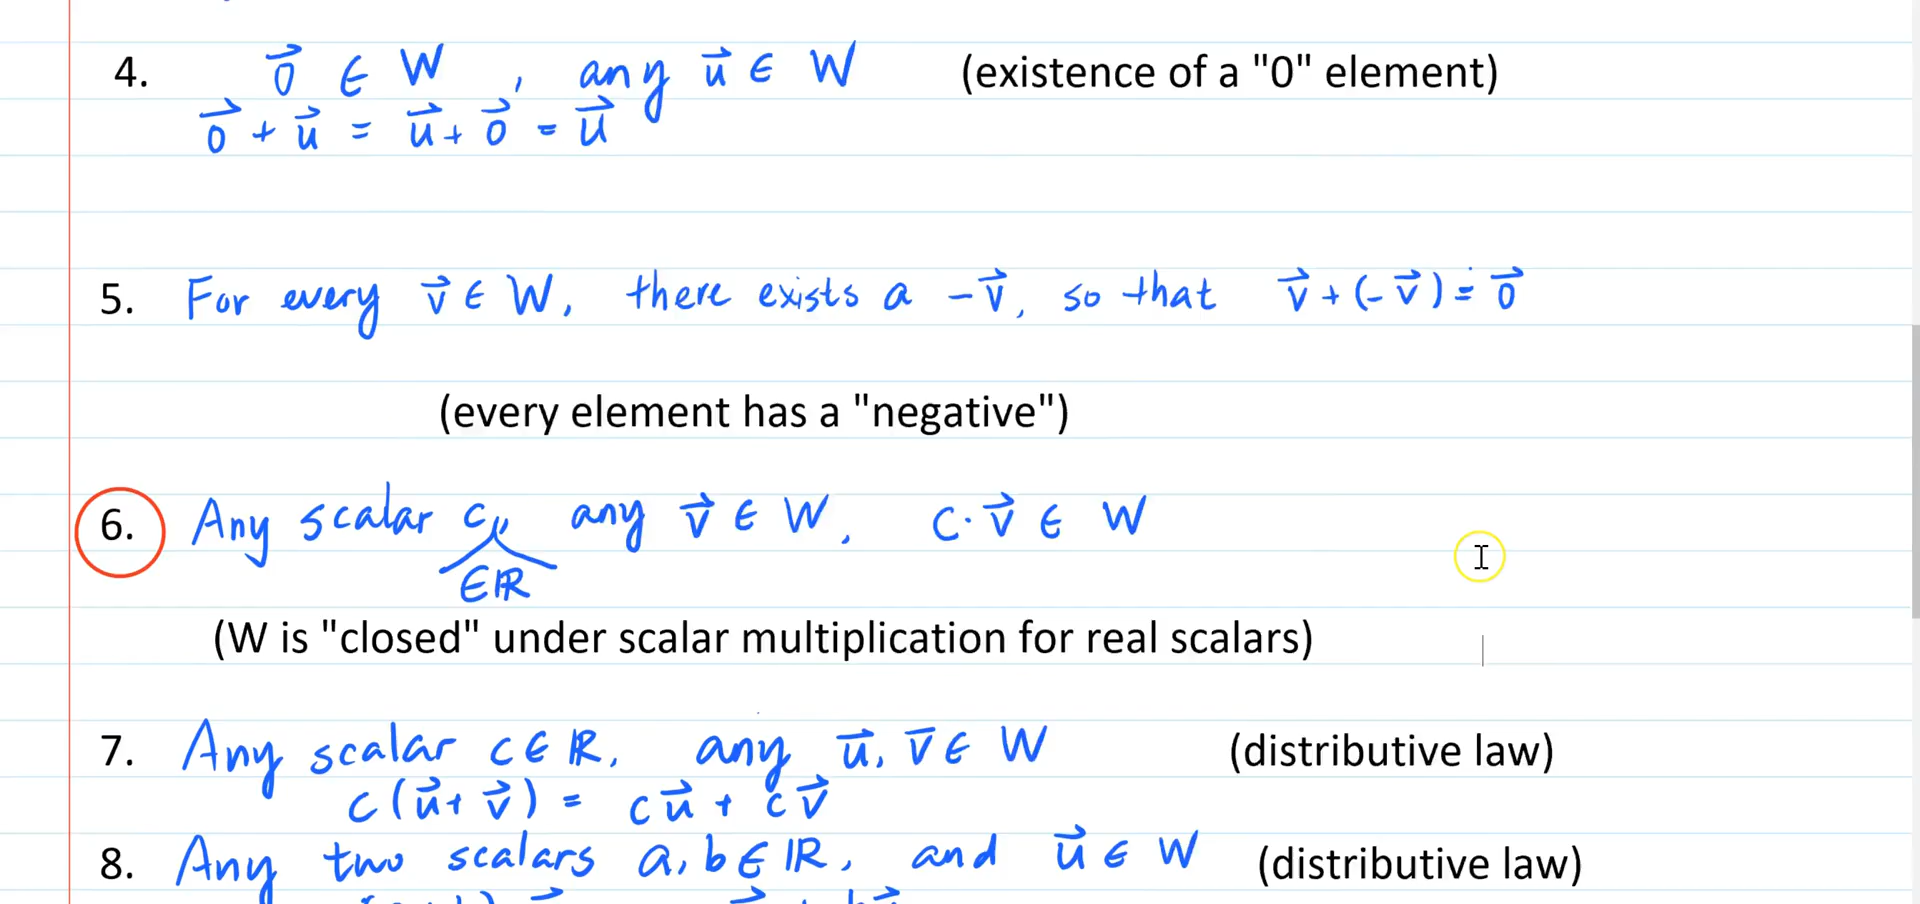 4. 0⃗ ∈ W , any u⃗ ∈ W (existence of a "0" element)
0⃗ + u⃗ = u⃗ + 0⃗ = u⃗
5. For every v⃗ ∈ W, there exists a -v⃗, so that v⃗ + (-v⃗) = 0⃗
(every element has a "negative")
6. Any scalar c, any v⃗ ∈ W, c·v⃗ ∈ W
∈ℝ
(W is "closed" under scalar multiplication for real scalars)
7. Any scalar c ∈ ℝ, any u⃗, v̅ ∈ W (distributive law)
c(u⃗ + v⃗) = cu⃗ + cv⃗
8. Any two scalars a, b ∈ ℝ, and u⃗ ∈ W (distributive law)